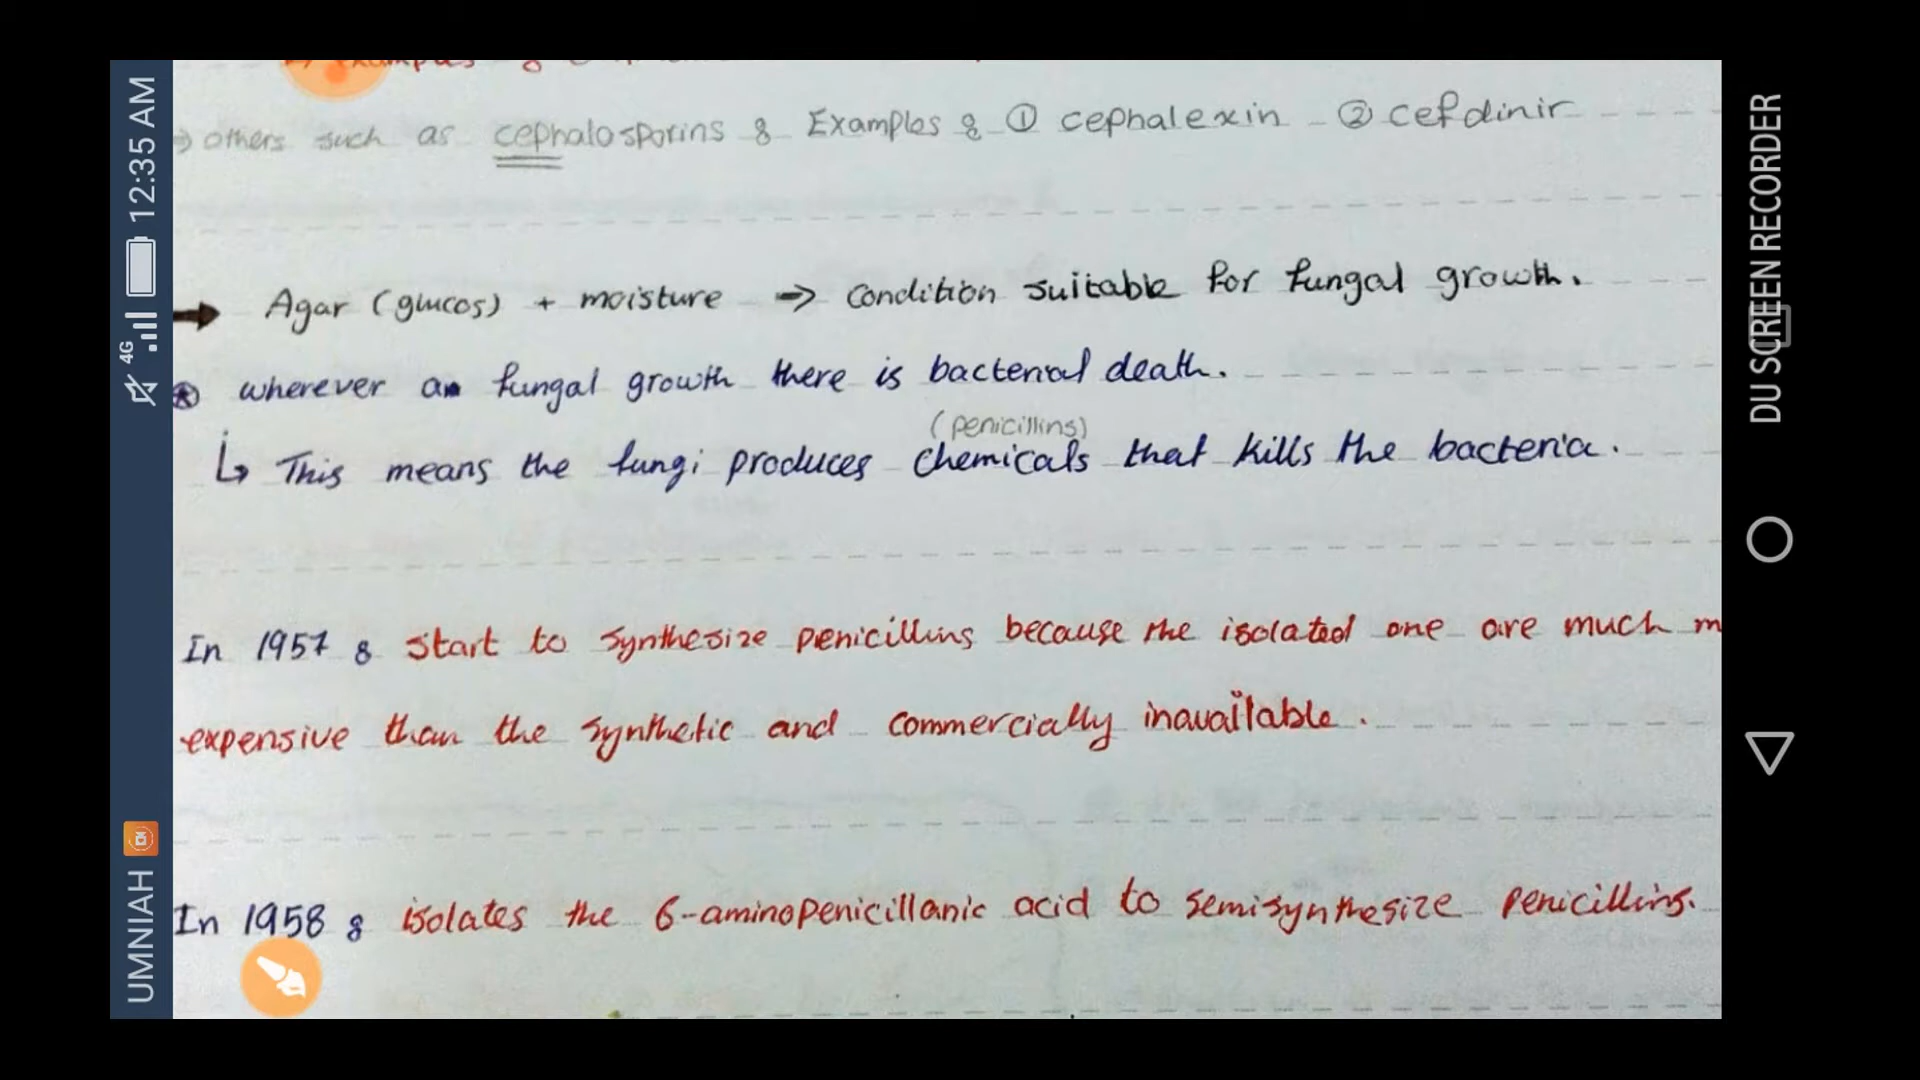 → others such as cephalosporins : Examples : ① cephalexin ② cefdinir
→ Agar (glucos) + moisture → Condition suitable for fungal growth.
wherever a fungal growth there is bacterial death.
(penicillins)
↳ This means the fungi produces chemicals that kills the bacteria.
In 1957 : start to synthesize penicillins because the isolated one are much m
expensive than the synthetic and commercially inavailable.
In 1958 : isolates the 6-aminopenicillanic acid to semisynthesize penicillins.
12:35 AM
4G
UMNIAH
DU SCREEN RECORDER